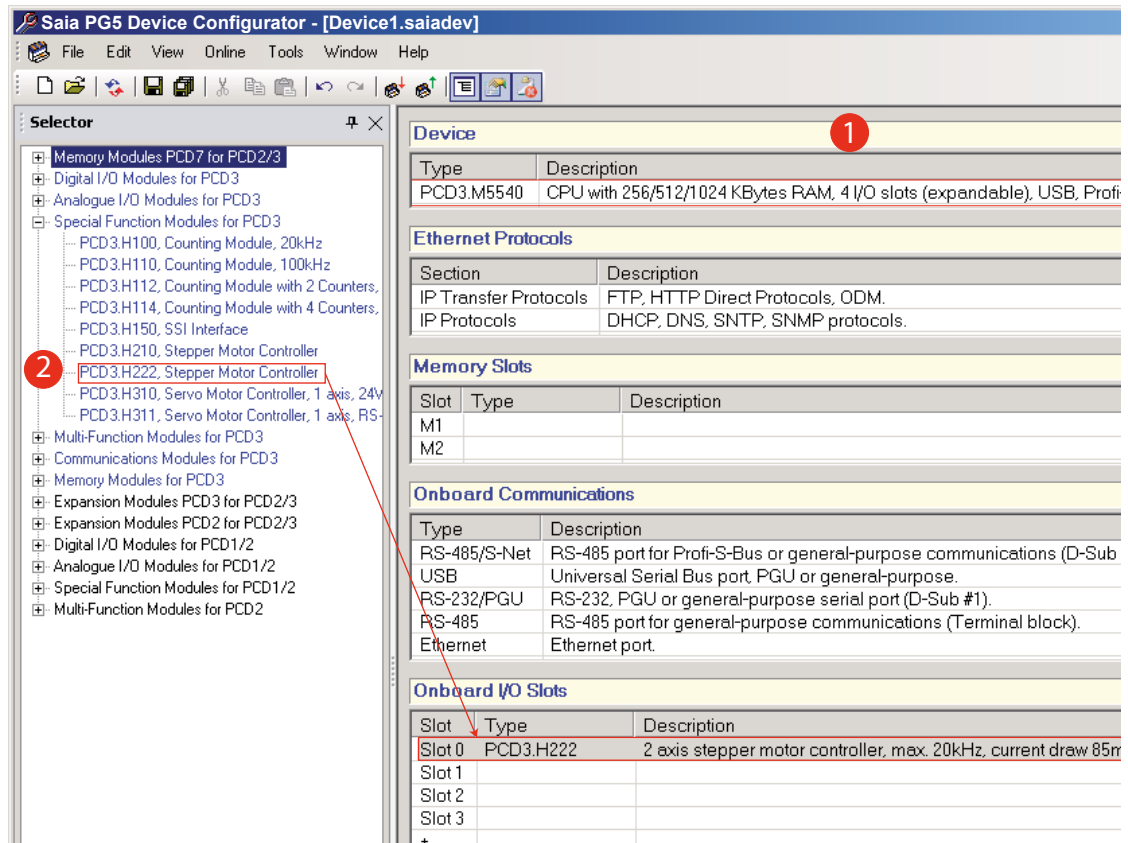 Saia PG5 Device Configurator - [Device1.saiadev]
File Edit View Online Tools Window Help
Selector
Memory Modules PCD7 for PCD2/3
Digital I/O Modules for PCD3
Analogue I/O Modules for PCD3
Special Function Modules for PCD3
PCD3.H100, Counting Module, 20kHz
PCD3.H110, Counting Module, 100kHz
PCD3.H112, Counting Module with 2 Counters,
PCD3.H114, Counting Module with 4 Counters,
PCD3.H150, SSI Interface
PCD3.H210, Stepper Motor Controller
2
PCD3.H222, Stepper Motor Controller
PCD3.H310, Servo Motor Controller, 1 axis, 24V
PCD3.H311, Servo Motor Controller, 1 axis, RS-
Multi-Function Modules for PCD3
Communications Modules for PCD3
Memory Modules for PCD3
Expansion Modules PCD3 for PCD2/3
Expansion Modules PCD2 for PCD2/3
Digital I/O Modules for PCD1/2
Analogue I/O Modules for PCD1/2
Special Function Modules for PCD1/2
Multi-Function Modules for PCD2
Device
1
Type Description
PCD3.M5540 CPU with 256/512/1024 KBytes RAM, 4 I/O slots (expandable), USB, Profi-
Ethernet Protocols
Section Description
IP Transfer Protocols FTP, HTTP Direct Protocols, ODM.
IP Protocols DHCP, DNS, SNTP, SNMP protocols.
Memory Slots
Slot Type Description
M1
M2
Onboard Communications
Type Description
RS-485/S-Net RS-485 port for Profi-S-Bus or general-purpose communications (D-Sub
USB Universal Serial Bus port, PGU or general-purpose.
RS-232/PGU RS-232, PGU or general-purpose serial port (D-Sub #1).
RS-485 RS-485 port for general-purpose communications (Terminal block).
Ethernet Ethernet port.
Onboard I/O Slots
Slot Type Description
Slot 0 PCD3.H222 2 axis stepper motor controller, max. 20kHz, current draw 85m
Slot 1
Slot 2
Slot 3
+